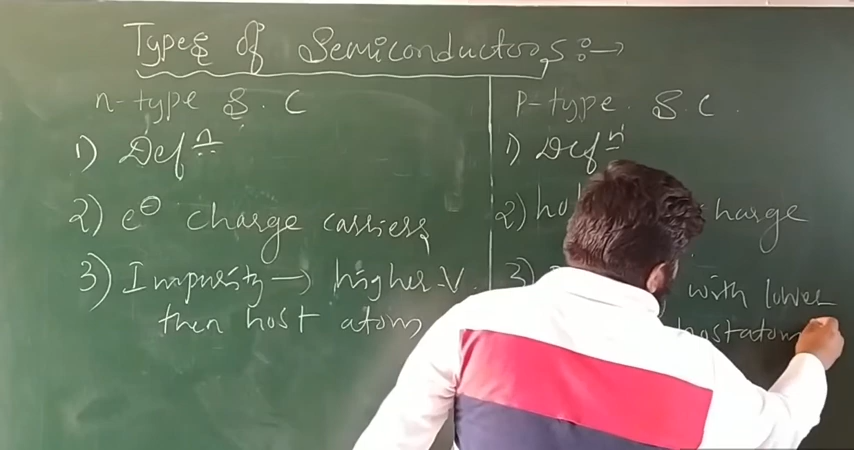 Types of Semiconductors:→
n-type S.C
1) Defn
2) e⊖ charge carriers
3) Impurity → higher-V
then host atom
P-type. S.C.
1) Defn
2) charge
3) with lower
hostatom